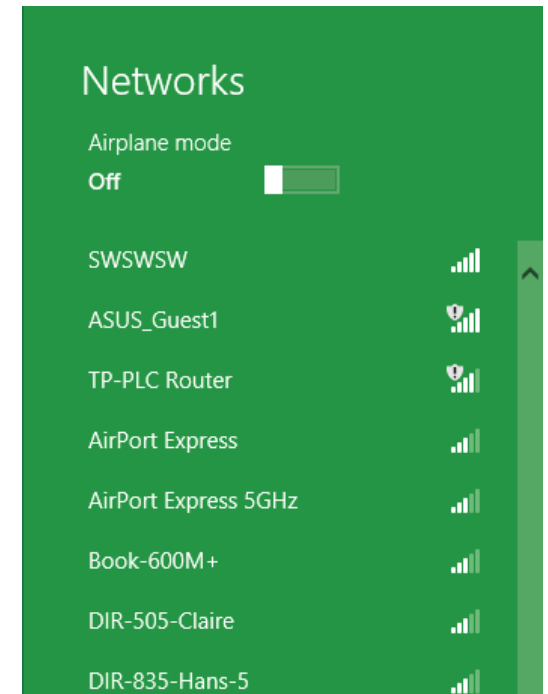 Networks
Airplane mode
Off
SWSWSW
ASUS_Guest1
TP-PLC Router
AirPort Express
AirPort Express 5GHz
Book-600M+
DIR-505-Claire
DIR-835-Hans-5